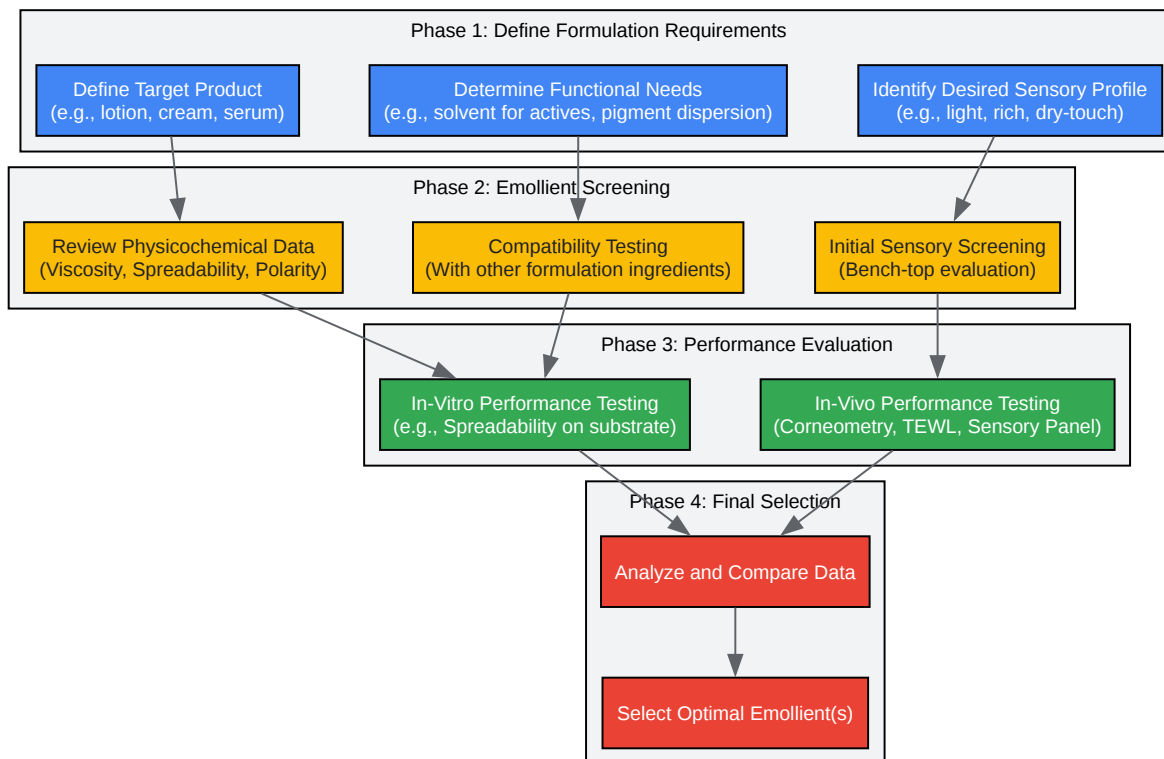 Phase 1: Define Formulation Requirements
Define Target Product
(e.g., lotion, cream, serum)
Determine Functional Needs
(e.g., solvent for actives, pigment dispersion)
Identify Desired Sensory Profile
(e.g., light, rich, dry-touch)
Phase 2: Emollient Screening
Review Physicochemical Data
(Viscosity, Spreadability, Polarity)
Compatibility Testing
(With other formulation ingredients)
Initial Sensory Screening
(Bench-top evaluation)
Phase 3: Performance Evaluation
In-Vitro Performance Testing
(e.g., Spreadability on substrate)
In-Vivo Performance Testing
(Corneometry, TEWL, Sensory Panel)
Phase 4: Final Selection
Analyze and Compare Data
Select Optimal Emollient(s)